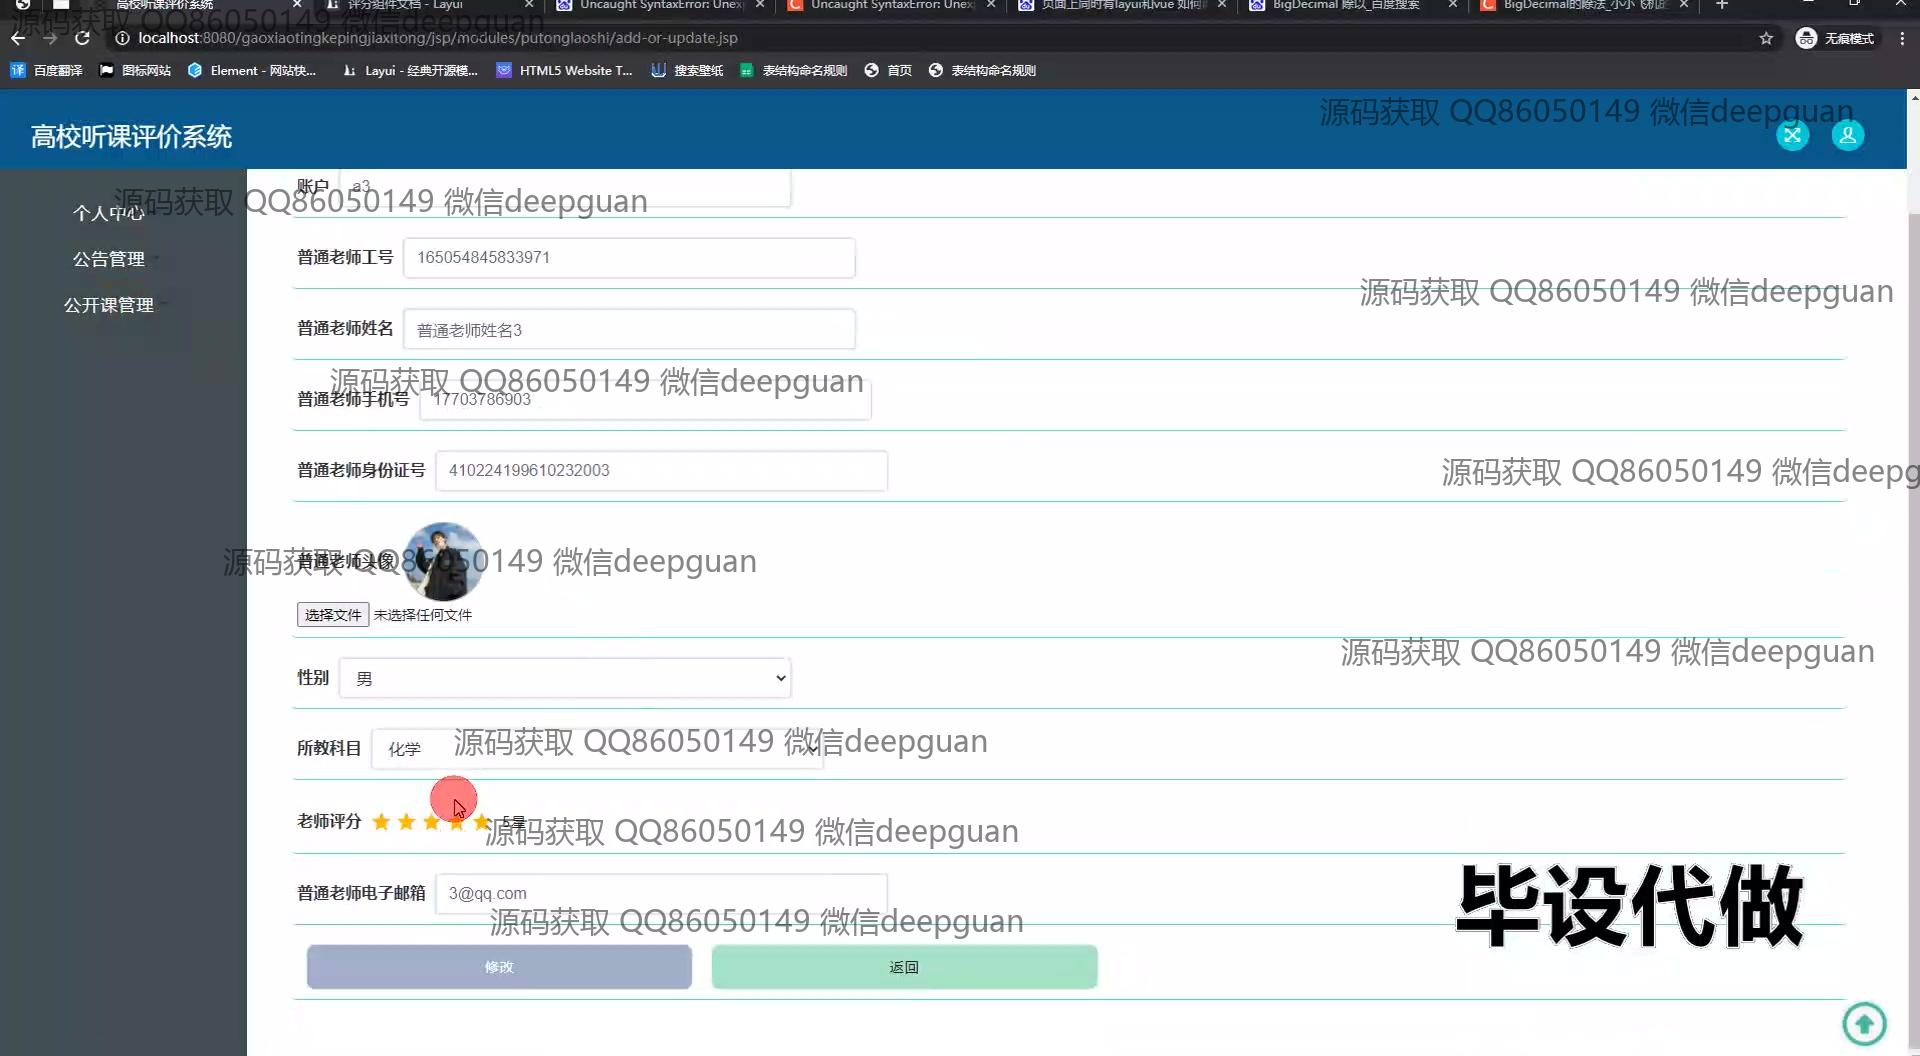 高校听课评价系统
评分组件文档 - Layui
Uncaught SyntaxError: Unex
Uncaught SyntaxError: Unex
页面上同时有layui和vue 如何
BigDecimal 除以_百度搜索
BigDecimal的除法_小小飞机的
源码获取 QQ86050149 微信deepguan
localhost:8080/gaoxiaotingkepingjiaxitong/jsp/modules/putonglaoshi/add-or-update.jsp
无痕模式
百度翻译
图标网站
Element - 网站快...
Layui - 经典开源模...
HTML5 Website T...
搜索壁纸
表结构命名规则
首页
表结构命名规则
源码获取 QQ86050149 微信deepguan
高校听课评价系统
账户 a3
个人中心
源码获取 QQ86050149 微信deepguan
公告管理
普通老师工号 165054845833971
公开课管理
源码获取 QQ86050149 微信deepguan
普通老师姓名 普通老师姓名3
源码获取 QQ86050149 微信deepguan
普通老师手机号 17703786903
普通老师身份证号 410224199610232003
源码获取 QQ86050149 微信deepg
普通老师头像
源码获取 QQ86050149 微信deepguan
选择文件 未选择任何文件
源码获取 QQ86050149 微信deepguan
性别 男
所教科目 化学
源码获取 QQ86050149 微信deepguan
老师评分 5星
源码获取 QQ86050149 微信deepguan
普通老师电子邮箱 3@qq.com
源码获取 QQ86050149 微信deepguan
毕设代做
修改
返回